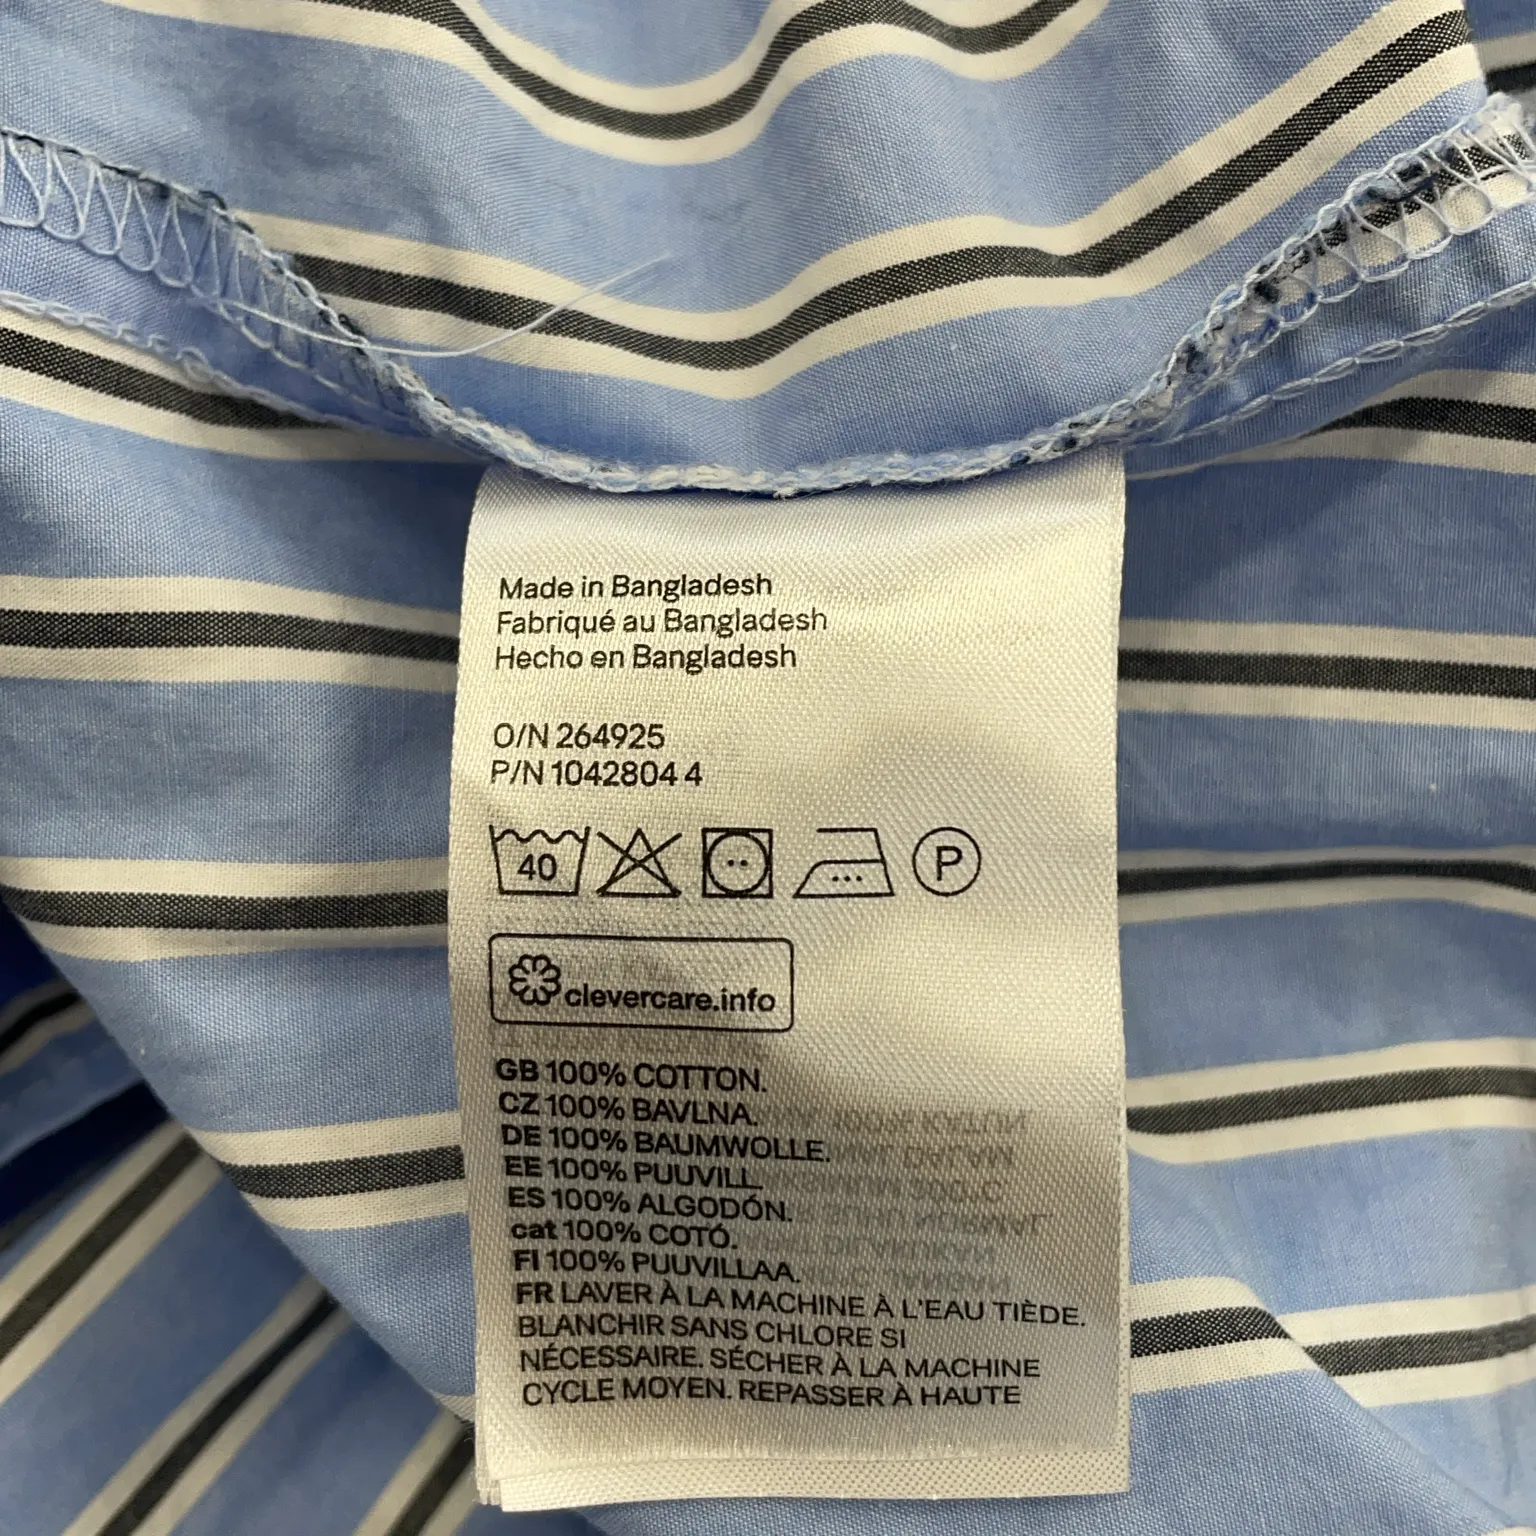 Made in Bangladesh
Fabriqué au Bangladesh
Hecho en Bangladesh
O/N 264925
P/N 1042804 4
40 P
clevercare.info
GB 100% COTTON.
CZ 100% BAVLNA.
DE 100% BAUMWOLLE.
EE 100% PUUVILL.
ES 100% ALGODÓN.
cat 100% COTÓ.
FI 100% PUUVILLAA.
FR LAVER À LA MACHINE À L'EAU TIÈDE.
BLANCHIR SANS CHLORE SI
NÉCESSAIRE. SÉCHER À LA MACHINE
CYCLE MOYEN. REPASSER À HAUTE